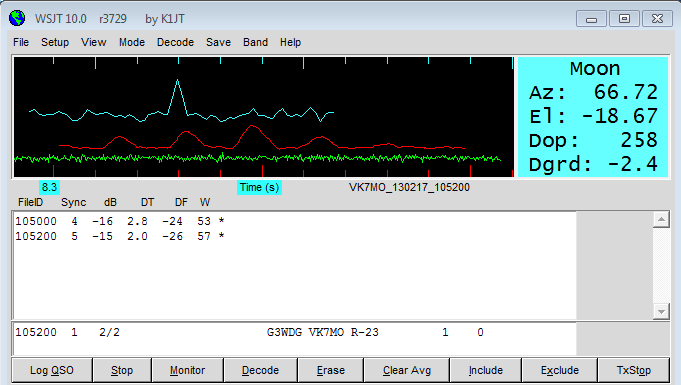 WSJT 10.0 r3729 by K1JT
File Setup View Mode Decode Save Band Help
Moon
Az: 66.72
El: -18.67
Dop: 258
Dgrd: -2.4
8.3 Time (s) VK7MO_130217_105200
FileID Sync dB DT DF W
105000 4 -16 2.8 -24 53 *
105200 5 -15 2.0 -26 57 *
105200 1 2/2 G3WDG VK7MO R-23 1 0
Log QSO Stop Monitor Decode Erase Clear Avg Include Exclude TxStop